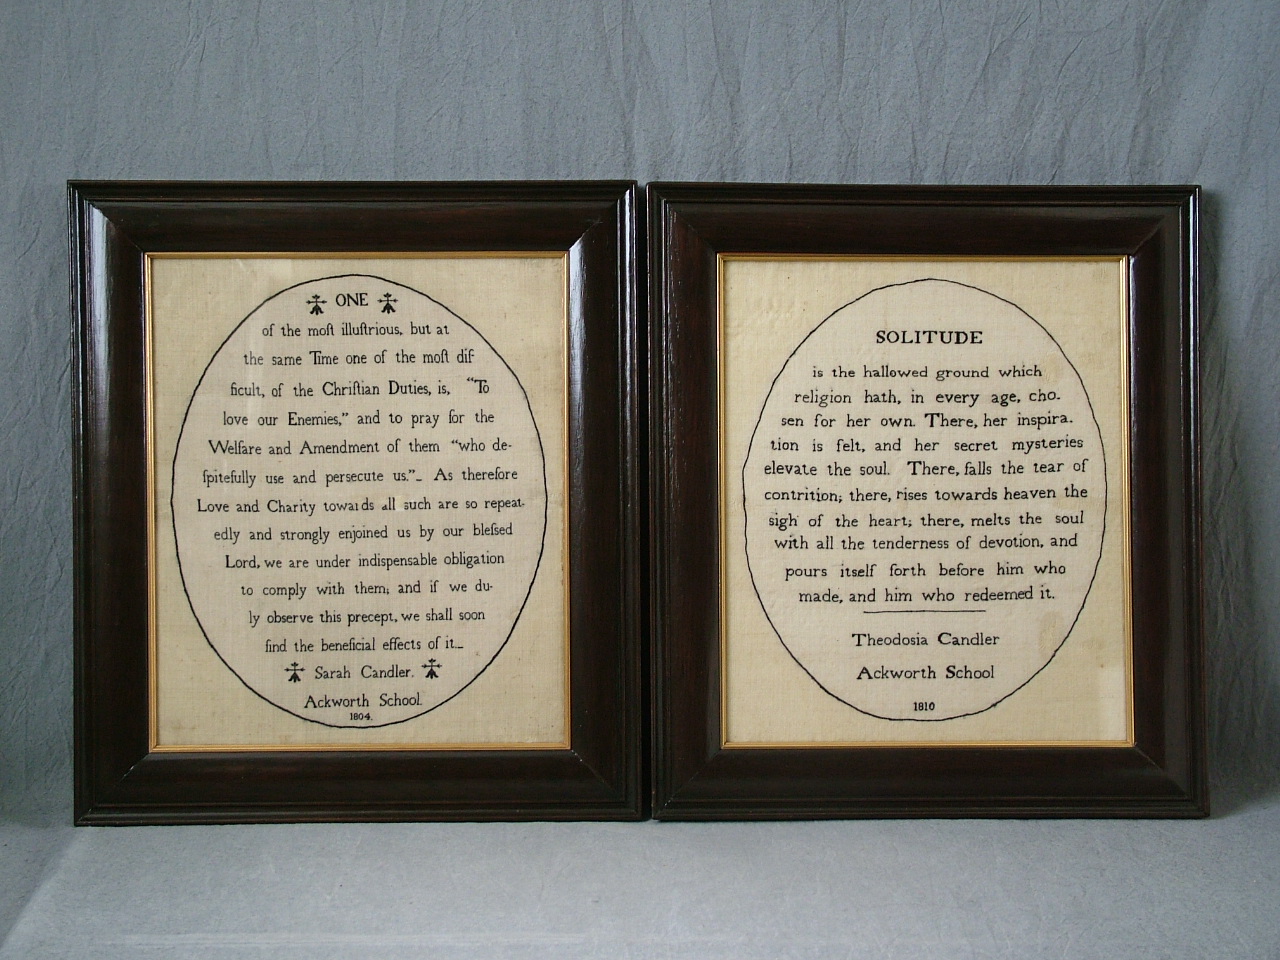 ONE
of the moſt illuſtrious, but at
the same Time one of the moſt dif
ficult, of the Chriſtian Duties, is, “To
love our Enemies,” and to pray for the
Welfare and Amendment of them “who de-
ſpitefully use and persecute us.”_ As therefore
Love and Charity towards all such are so repeat-
edly and strongly enjoined us by our bleſsed
Lord, we are under indispensable obligation
to comply with them; and if we du-
ly observe this precept, we shall soon
find the beneficial effects of it_
Sarah Candler.
Ackworth School.
1804.
SOLITUDE
is the hallowed ground which
religion hath, in every age, cho-
sen for her own. There, her inspira-
tion is felt, and her secret mysteries
elevate the soul. There, falls the tear of
contrition; there, rises towards heaven the
sigh of the heart; there, melts the soul
with all the tenderness of devotion, and
pours itself forth before him who
made, and him who redeemed it.
Theodosia Candler
Ackworth School
1810